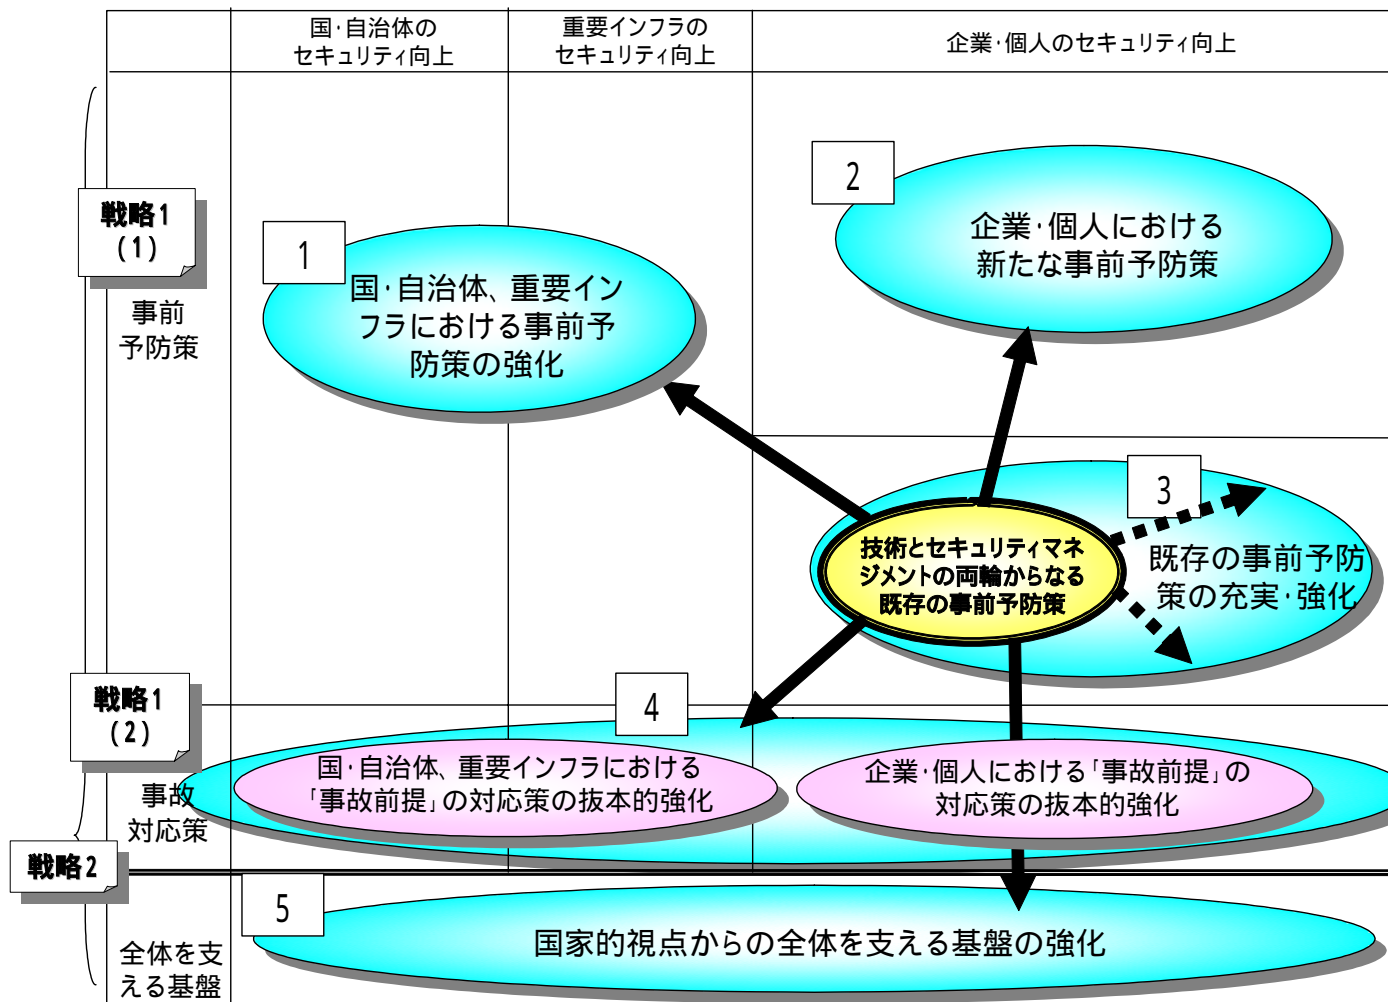 国・自治体の
セキュリティ向上
重要インフラの
セキュリティ向上
企業・個人のセキュリティ向上
戦略1
(1)
事前
予防策
1
国・自治体、重要イン
フラにおける事前予
防策の強化
2
企業・個人における
新たな事前予防策
3
既存の事前予防
策の充実・強化
技術とセキュリティマネ
ジメントの両輪からなる
既存の事前予防策
戦略1
(2)
事故
対応策
4
国・自治体、重要インフラにおける
「事故前提」の対応策の抜本的強化
企業・個人における「事故前提」の
対応策の抜本的強化
戦略2
全体を支
える基盤
5
国家的視点からの全体を支える基盤の強化